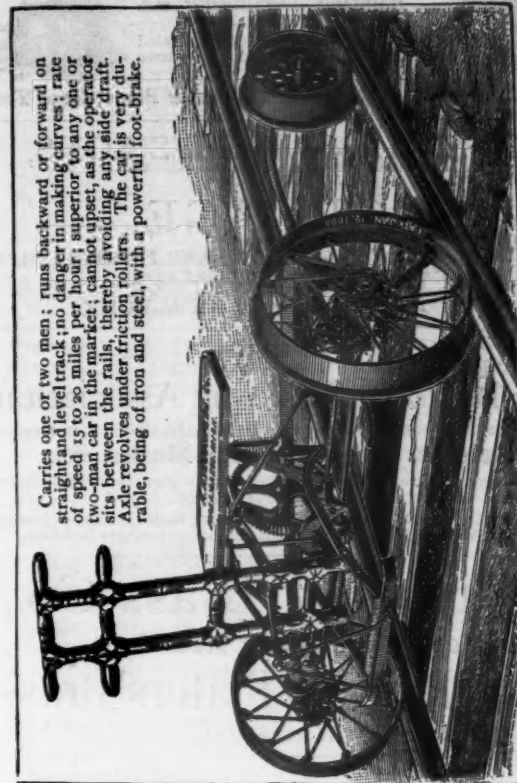 Carries one or two men ; runs backward or forward on
straight and level track ; no danger in making curves ; rate
of speed 15 to 20 miles per hour ; superior to any one or
two-man car in the market ; cannot upset, as the operator
sits between the rails, thereby avoiding any side draft.
Axle revolves under friction rollers. The car is very du-
rable, being of iron and steel, with a powerful foot-brake.